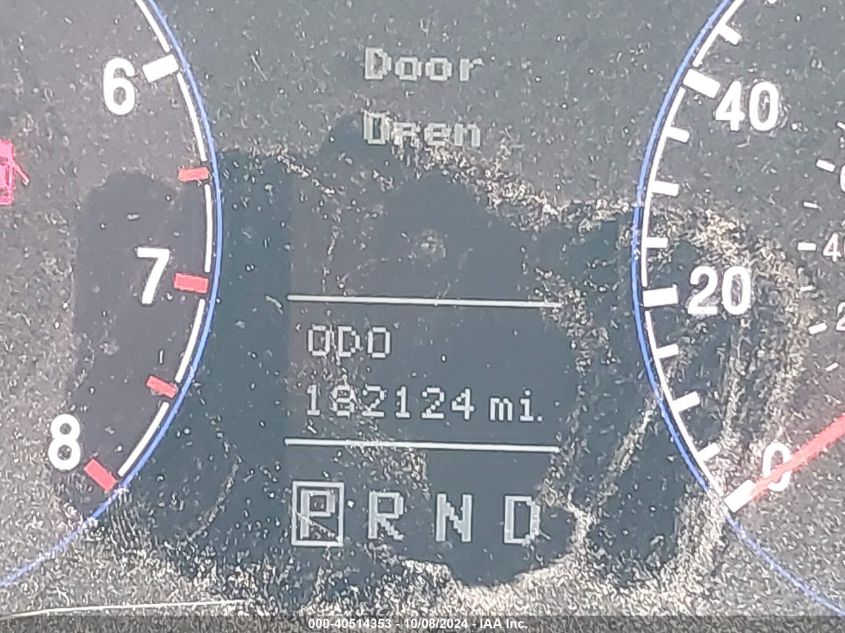 Door
Open
6
7
8
40
20
0
ODO
182124 mi.
P R N D
000-40514353 - 10/08/2024 - IAA Inc.